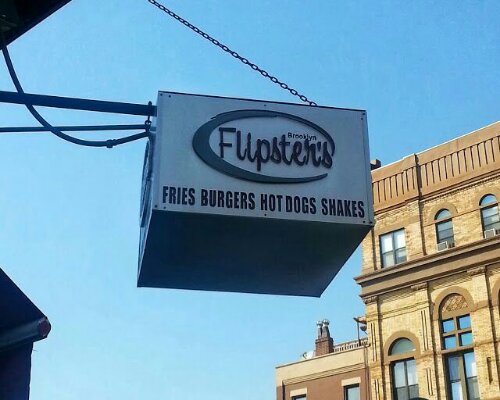 Brooklyn
Flipster's
FRIES BURGERS HOT DOGS SHAKES